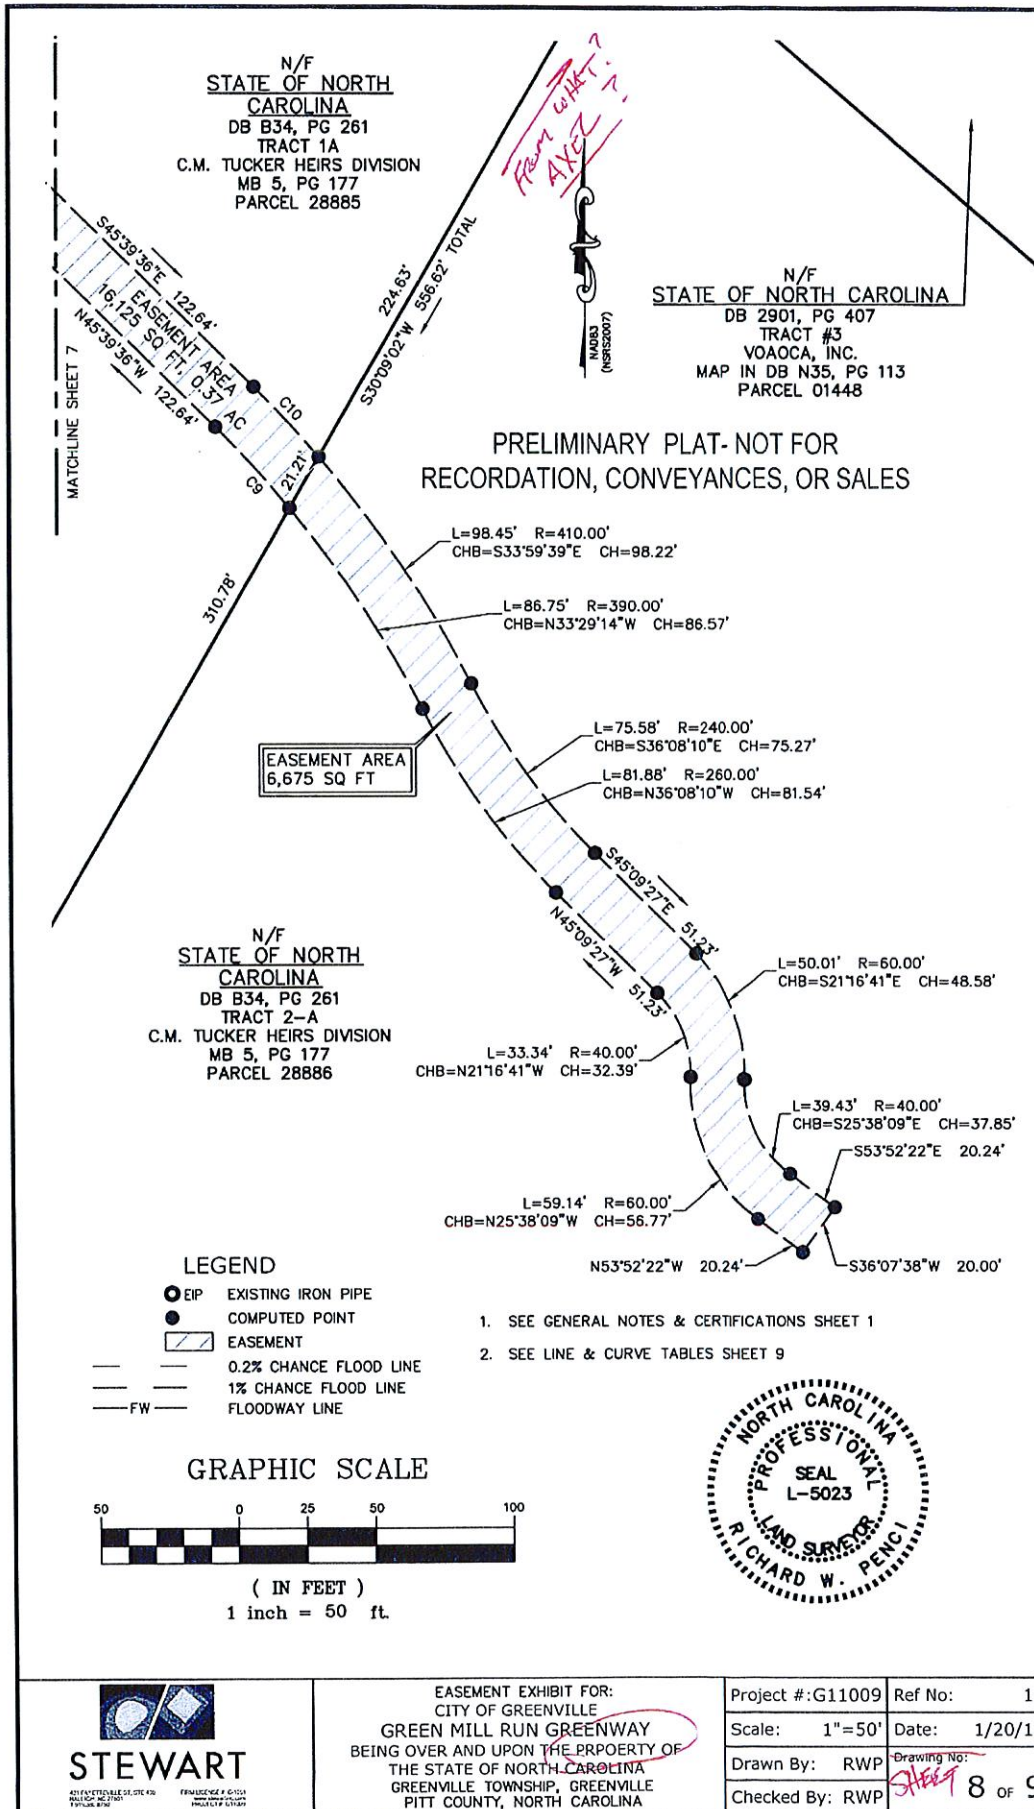 N/F
STATE OF NORTH
CAROLINA
DB B34, PG 261
TRACT 1A
C.M. TUCKER HEIRS DIVISION
MB 5, PG 177
PARCEL 28885
FROM WHAT?
AXEL?
NAD83
(NSRS2007)
N/F
STATE OF NORTH CAROLINA
DB 2901, PG 407
TRACT #3
VOAOCA, INC.
MAP IN DB N35, PG 113
PARCEL 01448
MATCHLINE SHEET 7
S45°39'36"E 122.64'
EASEMENT AREA
16,125 SQ FT, 0.37 AC
N45°39'36"W 122.64'
C10
C9
21.21'
224.63'
S30°09'02"W 556.62' TOTAL
310.78'
PRELIMINARY PLAT- NOT FOR
RECORDATION, CONVEYANCES, OR SALES
L=98.45' R=410.00'
CHB=S33°59'39"E CH=98.22'
L=86.75' R=390.00'
CHB=N33°29'14"W CH=86.57'
L=75.58' R=240.00'
CHB=S36°08'10"E CH=75.27'
L=81.88' R=260.00'
CHB=N36°08'10"W CH=81.54'
EASEMENT AREA
6,675 SQ FT
S45°09'27"E 51.23'
N45°09'27"W 51.23'
N/F
STATE OF NORTH
CAROLINA
DB B34, PG 261
TRACT 2-A
C.M. TUCKER HEIRS DIVISION
MB 5, PG 177
PARCEL 28886
L=50.01' R=60.00'
CHB=S21°16'41"E CH=48.58'
L=33.34' R=40.00'
CHB=N21°16'41"W CH=32.39'
L=39.43' R=40.00'
CHB=S25°38'09"E CH=37.85'
S53°52'22"E 20.24'
L=59.14' R=60.00'
CHB=N25°38'09"W CH=56.77'
N53°52'22"W 20.24'
S36°07'38"W 20.00'
LEGEND
EIP EXISTING IRON PIPE
COMPUTED POINT
EASEMENT
0.2% CHANCE FLOOD LINE
1% CHANCE FLOOD LINE
FW FLOODWAY LINE
1. SEE GENERAL NOTES & CERTIFICATIONS SHEET 1
2. SEE LINE & CURVE TABLES SHEET 9
GRAPHIC SCALE
50 0 25 50 100
( IN FEET )
1 inch = 50 ft.
NORTH CAROLINA
PROFESSIONAL
SEAL
L-5023
LAND SURVEYOR
RICHARD W. PENCI
STEWART
EASEMENT EXHIBIT FOR:
CITY OF GREENVILLE
GREEN MILL RUN GREENWAY
BEING OVER AND UPON THE PRPOERTY OF
THE STATE OF NORTH CAROLINA
GREENVILLE TOWNSHIP, GREENVILLE
PITT COUNTY, NORTH CAROLINA
Project #:G11009 Ref No: 1
Scale: 1"=50' Date: 1/20/1
Drawn By: RWP Drawing No:
Checked By: RWP SHEET 8 OF 9